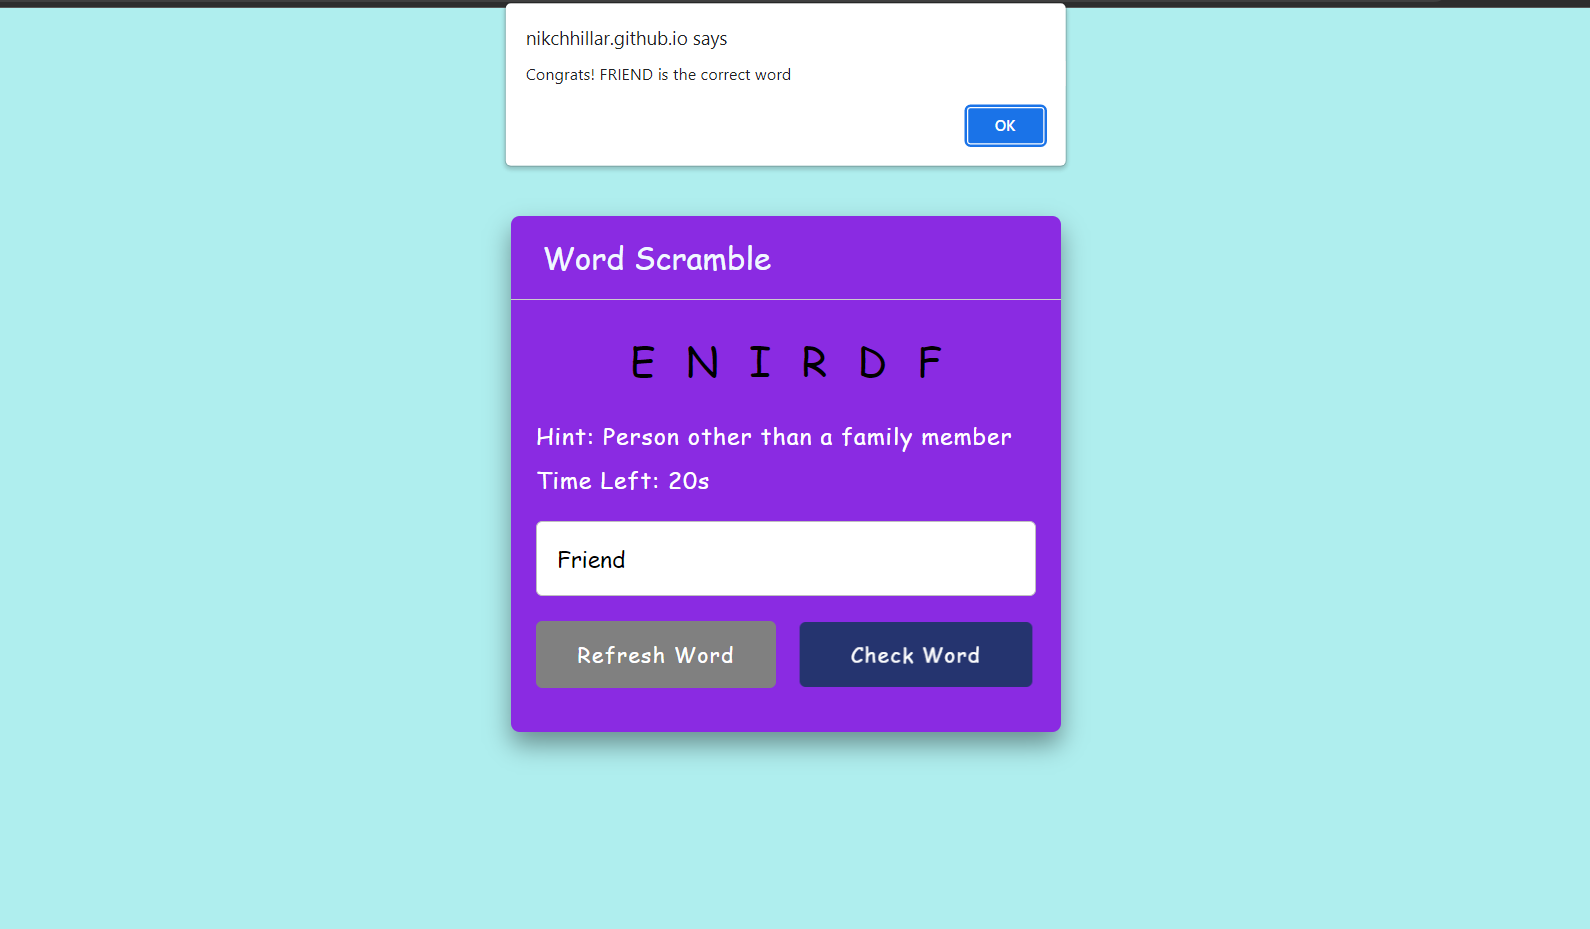 nikchhillar.github.io says
Congrats! FRIEND is the correct word
OK
Word Scramble
E N I R D F
Hint: Person other than a family member
Time Left: 20s
Friend
Refresh Word
Check Word